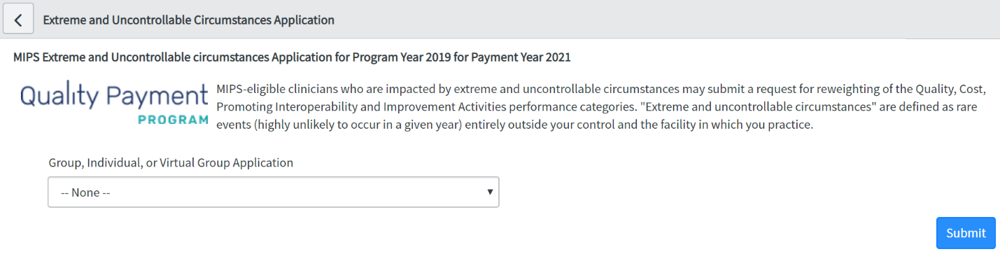 Extreme and Uncontrollable Circumstances Application
MIPS Extreme and Uncontrollable circumstances Application for Program Year 2019 for Payment Year 2021
Quality Payment
PROGRAM
MIPS-eligible clinicians who are impacted by extreme and uncontrollable circumstances may submit a request for reweighting of the Quality, Cost,
Promoting Interoperability and Improvement Activities performance categories. "Extreme and uncontrollable circumstances" are defined as rare
events (highly unlikely to occur in a given year) entirely outside your control and the facility in which you practice.
Group, Individual, or Virtual Group Application
-- None --
Submit